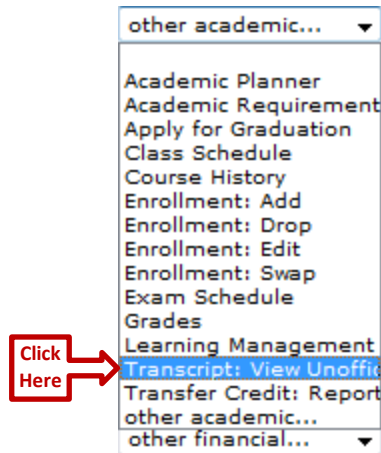 other academic...
Academic Planner
Academic Requirement
Apply for Graduation
Class Schedule
Course History
Enrollment: Add
Enrollment: Drop
Enrollment: Edit
Enrollment: Swap
Exam Schedule
Grades
Learning Management
Click
Here
Transcript: View Unoffic
Transfer Credit: Report
other academic...
other financial...